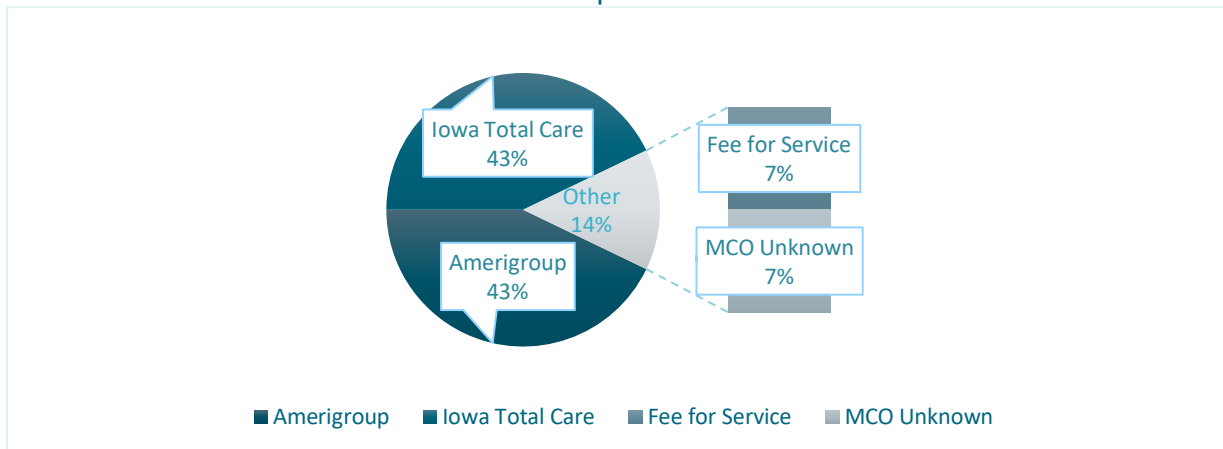 Iowa Total Care
43%
Fee for Service
7%
Other
14%
MCO Unknown
7%
Amerigroup
43%
Amerigroup
Iowa Total Care
Fee for Service
MCO Unknown